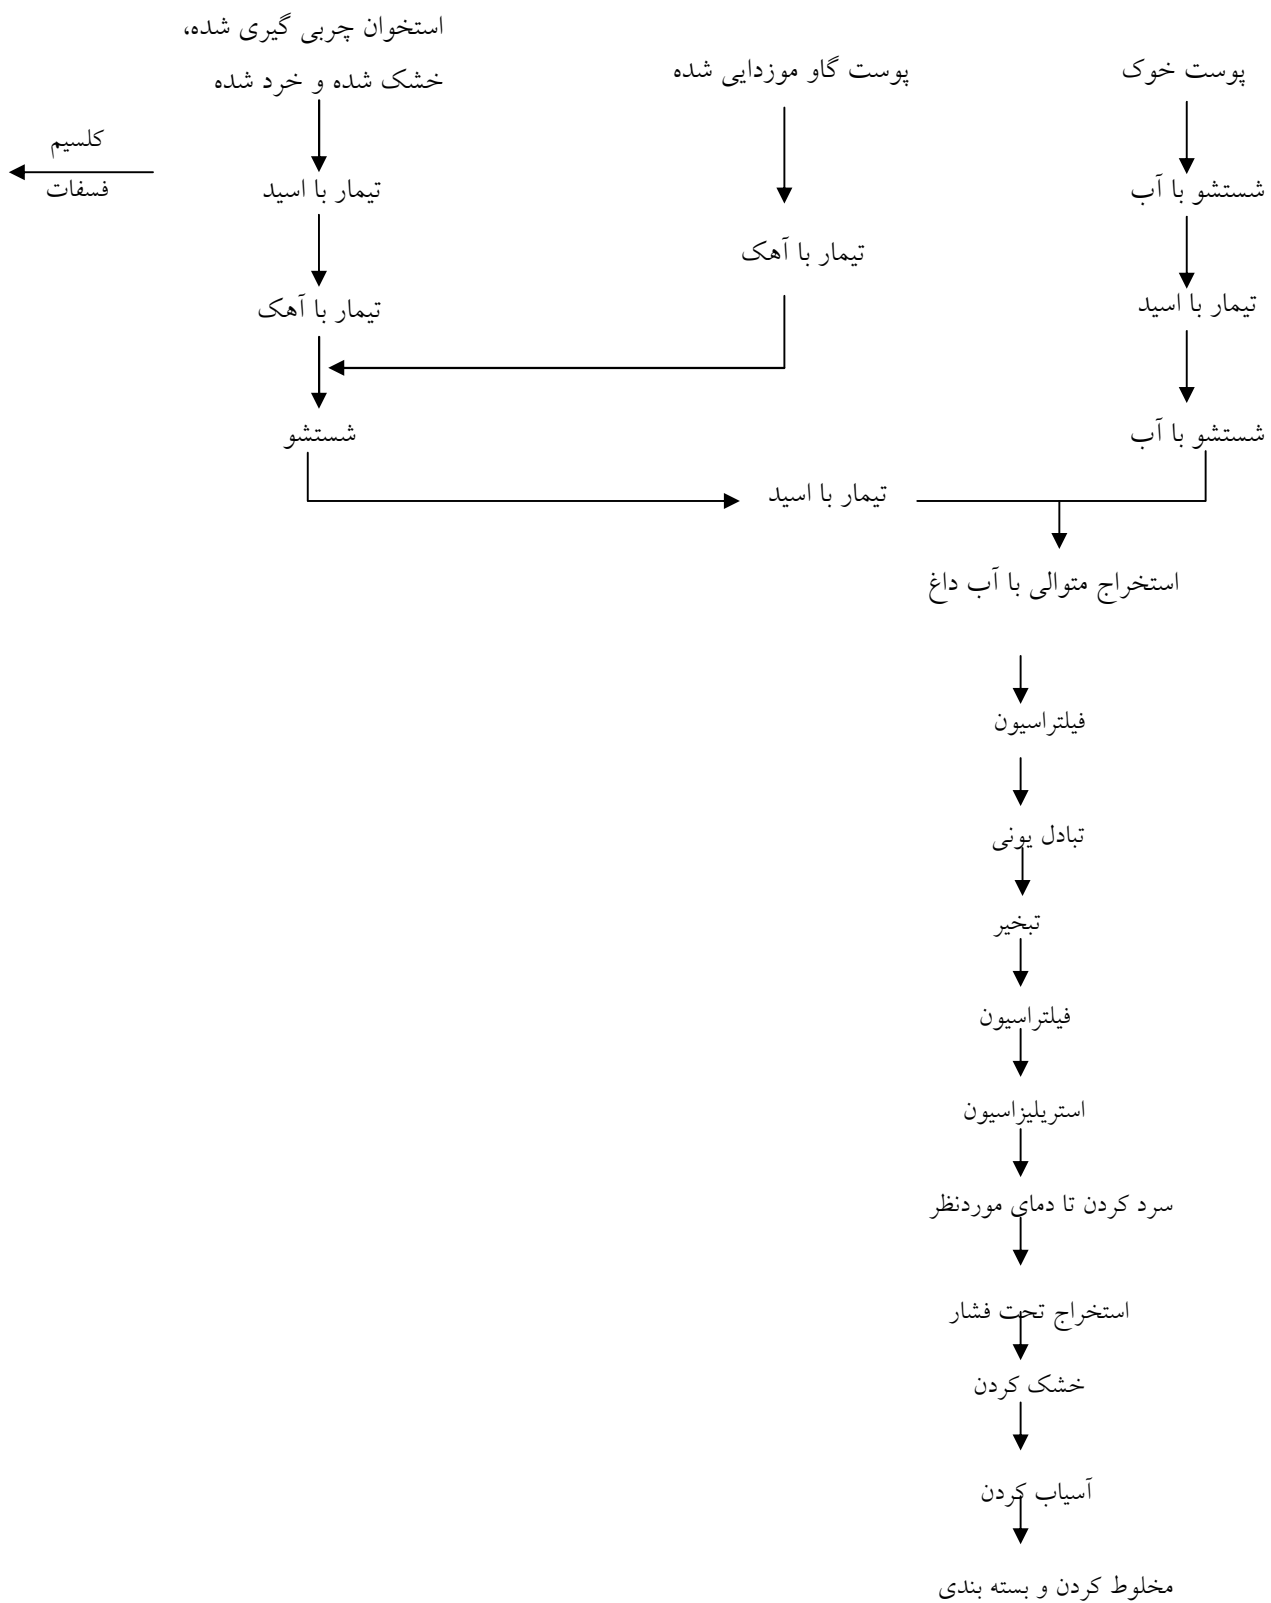 استخوان چربی گیری شده،
خشک شده و خرد شده
پوست گاو موزدایی شده
پوست خوک
کلسیم
فسفات
تیمار با اسید
شستشو با آب
تیمار با آهک
تیمار با آهک
تیمار با اسید
شستشو
شستشو با آب
تیمار با اسید
استخراج متوالی با آب داغ
فیلتراسیون
تبادل یونی
تبخیر
فیلتراسیون
استریلیزاسیون
سرد کردن تا دمای موردنظر
استخراج تحت فشار
خشک کردن
آسیاب کردن
مخلوط کردن و بسته بندی